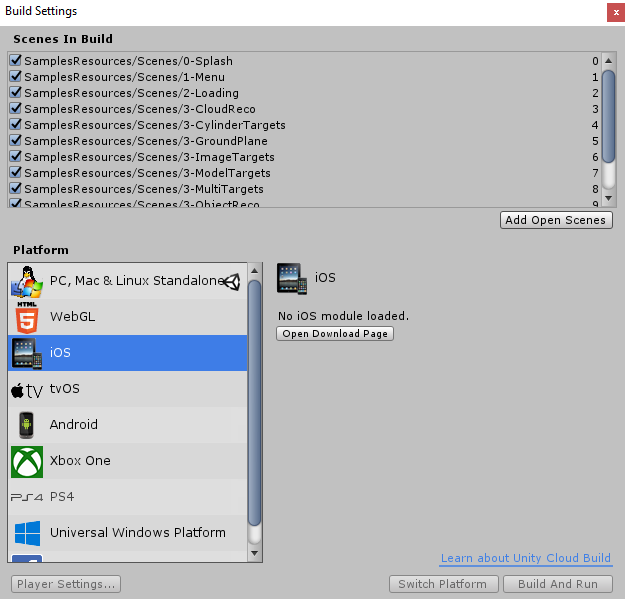 Build Settings
x
Scenes In Build
SamplesResources/Scenes/0-Splash 0
SamplesResources/Scenes/1-Menu 1
SamplesResources/Scenes/2-Loading 2
SamplesResources/Scenes/3-CloudReco 3
SamplesResources/Scenes/3-CylinderTargets 4
SamplesResources/Scenes/3-GroundPlane 5
SamplesResources/Scenes/3-ImageTargets 6
SamplesResources/Scenes/3-ModelTargets 7
SamplesResources/Scenes/3-MultiTargets 8
SamplesResources/Scenes/3-ObjectReco 9
Add Open Scenes
Platform
PC, Mac & Linux Standalone
HTML
5
WebGL
iOS
tv
tvOS
Android
Xbox One
PS4
PS4
Universal Windows Platform
iOS
No iOS module loaded.
Open Download Page
Learn about Unity Cloud Build
Player Settings...
Switch Platform
Build And Run